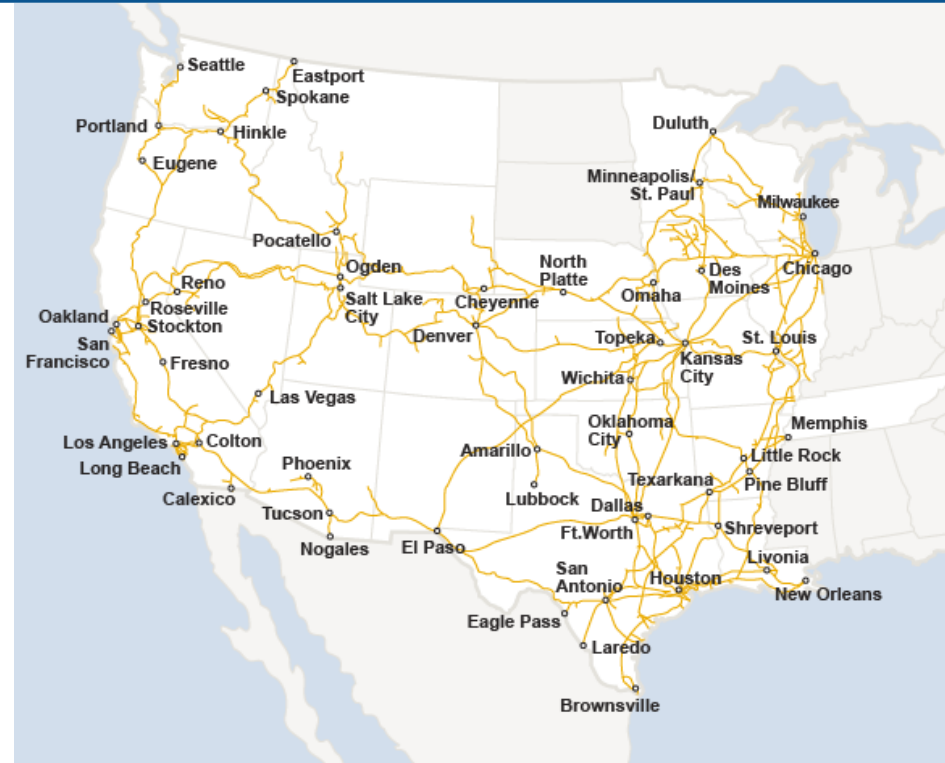 Seattle
Eastport
Spokane
Portland
Hinkle
Eugene
Duluth
Minneapolis/
St. Paul
Milwaukee
Pocatello
Ogden
North
Platte
Chicago
Des
Moines
Reno
Salt Lake
City
Cheyenne
Omaha
Roseville
Oakland
Stockton
San
Francisco
Denver
Topeka
St. Louis
Kansas
City
Fresno
Wichita
Las Vegas
Oklahoma
City
Memphis
Los Angeles
Colton
Long Beach
Amarillo
Little Rock
Phoenix
Texarkana
Pine Bluff
Calexico
Lubbock
Tucson
Dallas
Ft.Worth
Shreveport
Nogales
El Paso
Livonia
San
Antonio
Houston
New Orleans
Eagle Pass
Laredo
Brownsville